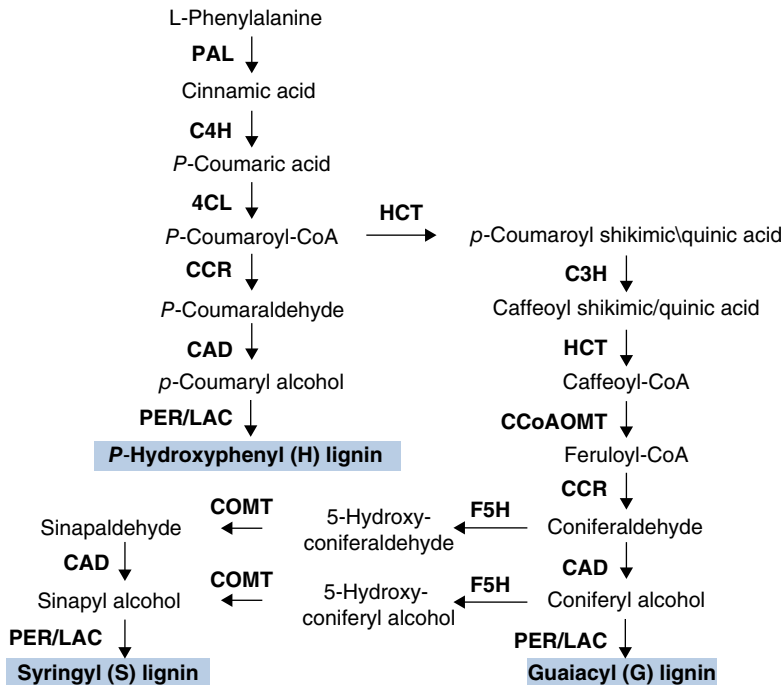 L-Phenylalanine
PAL
Cinnamic acid
C4H
P-Coumaric acid
4CL
HCT
P-Coumaroyl-CoA
p-Coumaroyl shikimic\quinic acid
CCR
C3H
P-Coumaraldehyde
Caffeoyl shikimic/quinic acid
CAD
HCT
p-Coumaryl alcohol
Caffeoyl-CoA
PER/LAC
CCoAOMT
P-Hydroxyphenyl (H) lignin
Feruloyl-CoA
CCR
COMT
F5H
Sinapaldehyde
5-Hydroxy-
coniferaldehyde
Coniferaldehyde
CAD
COMT
F5H
CAD
Sinapyl alcohol
5-Hydroxy-
coniferyl alcohol
Coniferyl alcohol
PER/LAC
PER/LAC
Syringyl (S) lignin
Guaiacyl (G) lignin